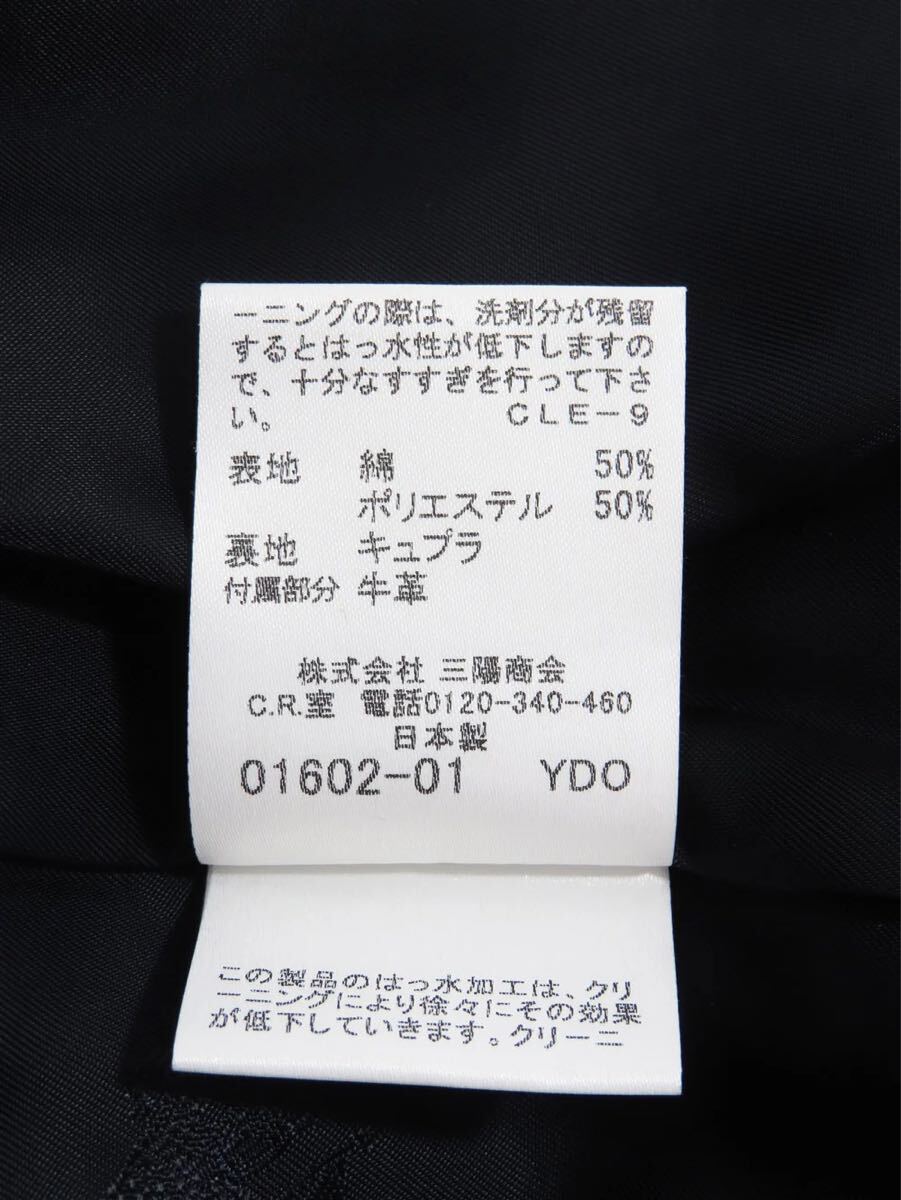 ーニングの際は、洗剤分が残留
するとはっ水性が低下しますの
で、十分なすすぎを行って下さ
い。 CLE-9
表地 綿 50%
ポリエステル 50%
裏地 キュプラ
付属部分 牛革
株式会社 三陽商会
C.R.室 電話0120-340-460
日本製
01602-01 YDO
この製品のはっ水加工は、クリ
ーニングにより徐々にその効果
が低下していきます。クリーニ